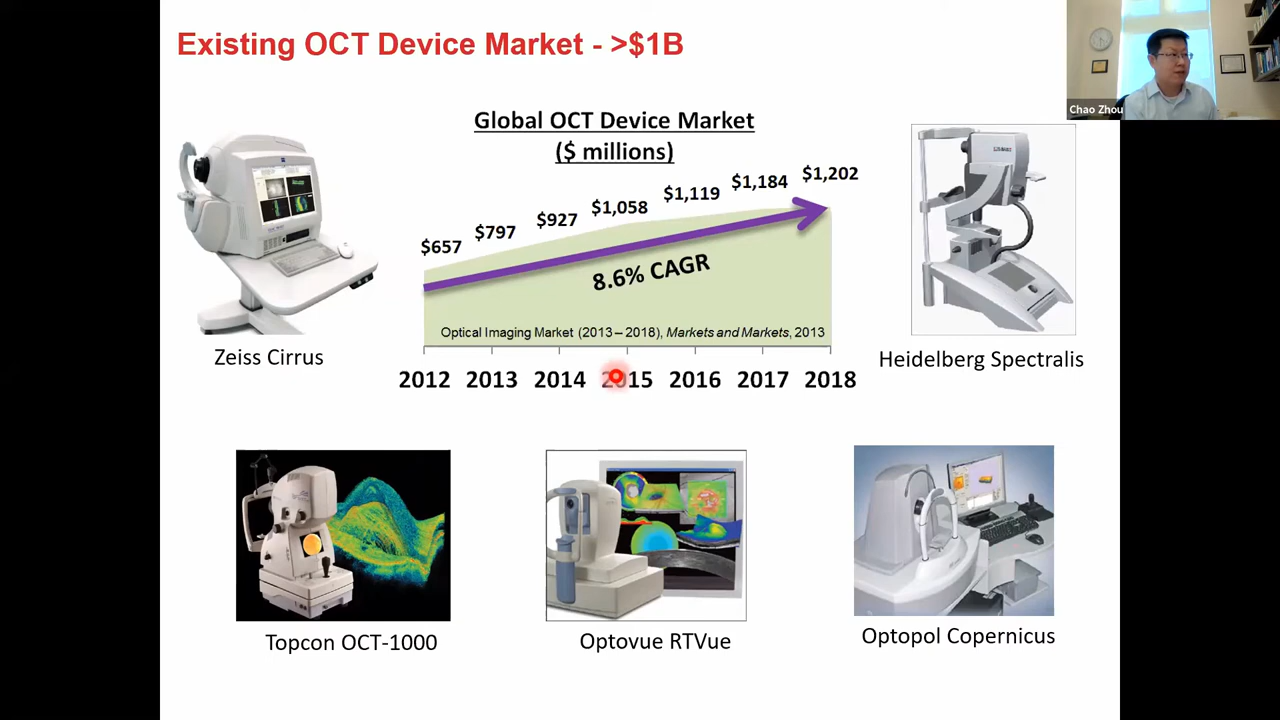 Existing OCT Device Market - >$1B
Chao Zhou
Global OCT Device Market
($ millions)
$657
$797
$927
$1,058
$1,119
$1,184
$1,202
8.6% CAGR
Optical Imaging Market (2013 – 2018), Markets and Markets, 2013
2012 2013 2014 2015 2016 2017 2018
Zeiss Cirrus
Heidelberg Spectralis
Topcon OCT-1000
Optovue RTVue
Optopol Copernicus